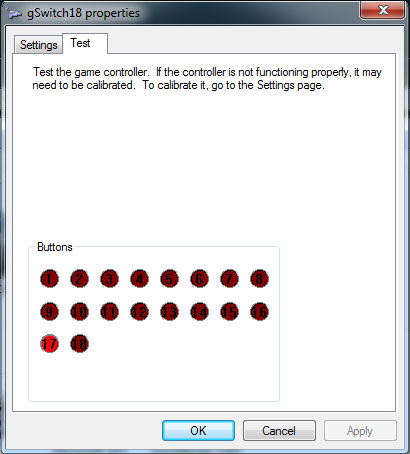 gSwitch18 properties
Settings
Test
Test the game controller.  If the controller is not functioning properly, it may
need to be calibrated.  To calibrate it, go to the Settings page.
Buttons
1 2 3 4 5 6 7 8
9 10 11 12 13 14 15 16
17 18
OK Cancel Apply